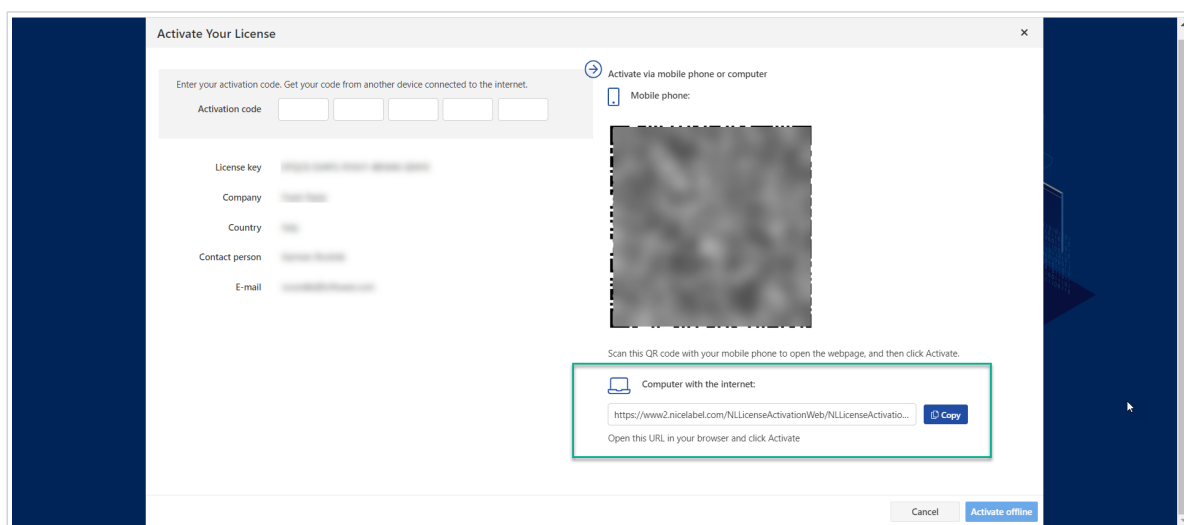 Activate Your License
Enter your activation code. Get your code from another device connected to the internet.
Activation code
License key
Company
Country
Contact person
E-mail
Activate via mobile phone or computer
Mobile phone:
Scan this QR code with your mobile phone to open the webpage, and then click Activate.
Computer with the internet:
https://www2.nicelabel.com/NLLicenseActivationWeb/NLLicenseActivatio...
Copy
Open this URL in your browser and click Activate
Cancel
Activate offline